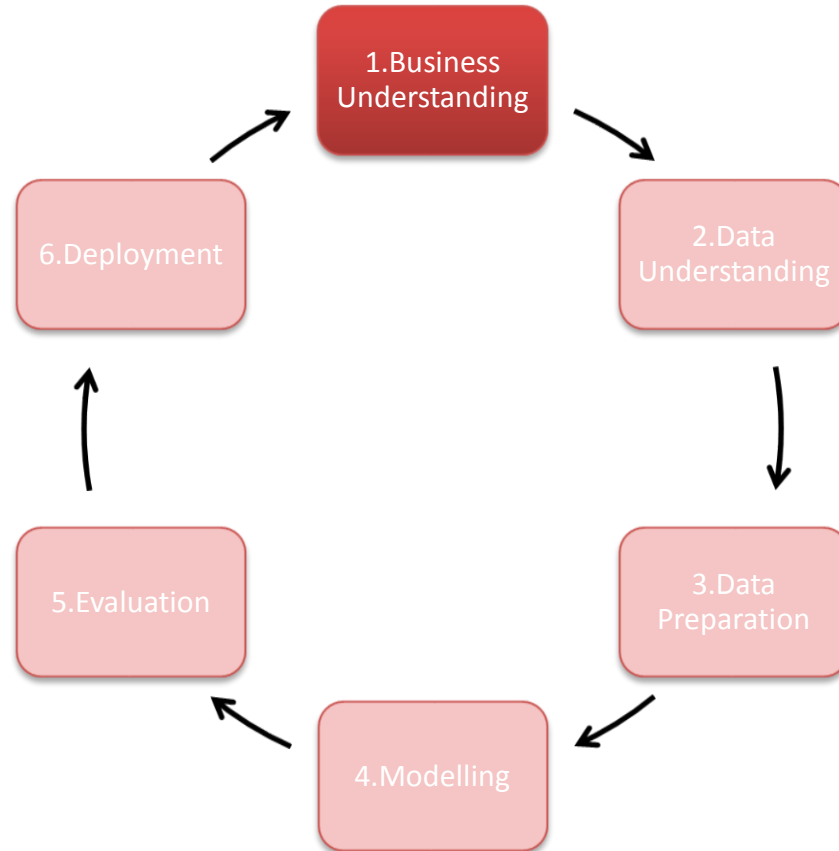 1.Business
Understanding
2.Data
Understanding
3.Data
Preparation
4.Modelling
5.Evaluation
6.Deployment